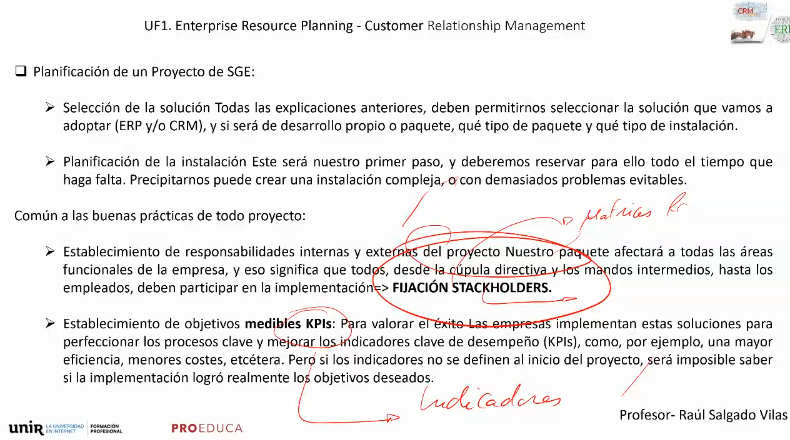 UF1. Enterprise Resource Planning - Customer Relationship Management
CRM
ERP
Planificación de un Proyecto de SGE:
Selección de la solución Todas las explicaciones anteriores, deben permitirnos seleccionar la solución que vamos a
adoptar (ERP y/o CRM), y si será de desarrollo propio o paquete, qué tipo de paquete y qué tipo de instalación.
Planificación de la instalación Este será nuestro primer paso, y deberemos reservar para ello todo el tiempo que
haga falta. Precipitarnos puede crear una instalación compleja, o con demasiados problemas evitables.
Matrices
Común a las buenas prácticas de todo proyecto:
Establecimiento de responsabilidades internas y externas del proyecto Nuestro paquete afectará a todas las áreas
funcionales de la empresa, y eso significa que todos, desde la cúpula directiva y los mandos intermedios, hasta los
empleados, deben participar en la implementación=> FIJACIÓN STACKHOLDERS.
Establecimiento de objetivos medibles KPIs: Para valorar el éxito Las empresas implementan estas soluciones para
perfeccionar los procesos clave y mejorar los indicadores clave de desempeño (KPIs), como, por ejemplo, una mayor
eficiencia, menores costes, etcétera. Pero si los indicadores no se definen al inicio del proyecto, será imposible saber
si la implementación logró realmente los objetivos deseados.
Indicadores
Profesor- Raúl Salgado Vilas
unir LA UNIVERSIDAD EN INTERNET FORMACIÓN PROFESIONAL PROEDUCA